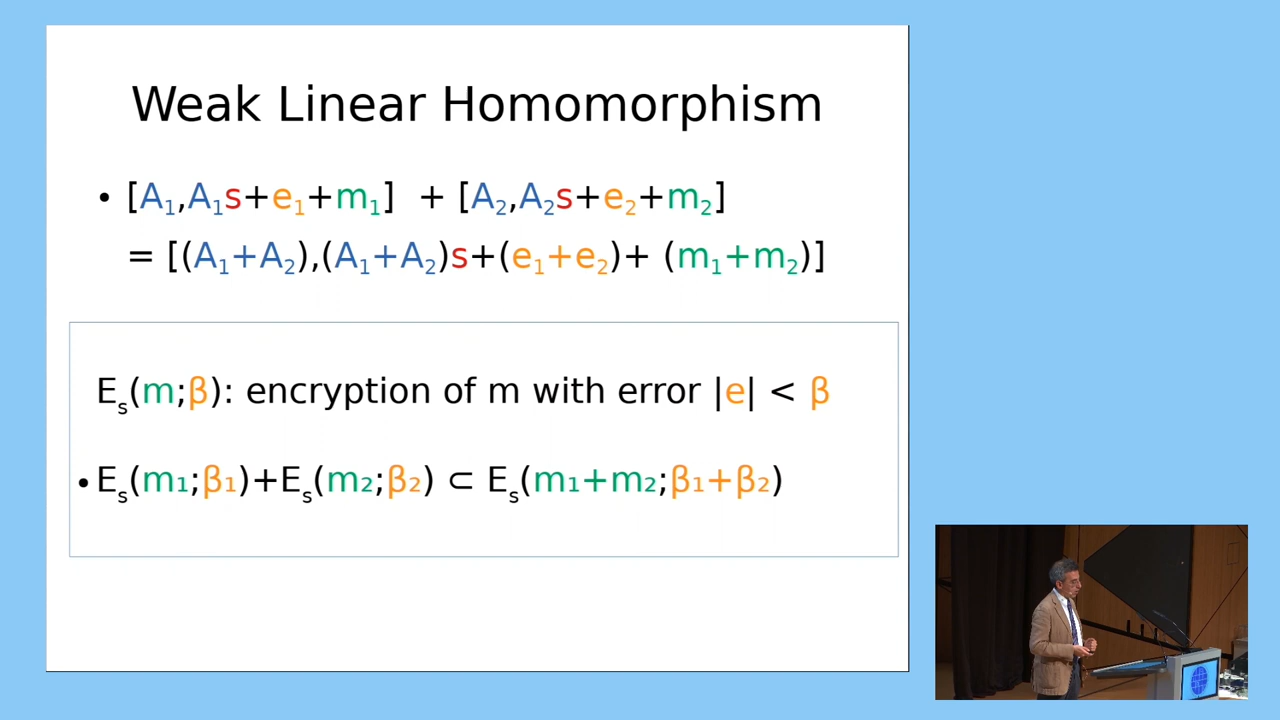 Weak Linear Homomorphism
• [A₁,A₁s+e₁+m₁] + [A₂,A₂s+e₂+m₂]
= [(A₁+A₂),(A₁+A₂)s+(e₁+e₂)+ (m₁+m₂)]
Eₛ(m;β): encryption of m with error |e| < β
• Eₛ(m₁;β₁)+Eₛ(m₂;β₂) ⊂ Eₛ(m₁+m₂;β₁+β₂)